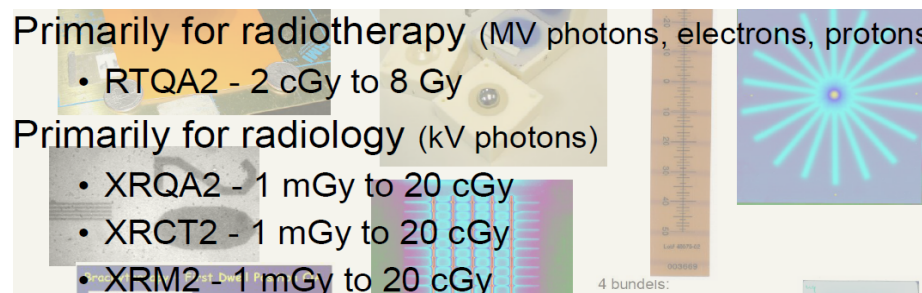 Primarily for radiotherapy (MV photons, electrons, protons
• RTQA2 - 2 cGy to 8 Gy
Primarily for radiology (kV photons)
• XRQA2 - 1 mGy to 20 cGy
• XRCT2 - 1 mGy to 20 cGy
• XRM2 - 1 mGy to 20 cGy
4 bundels: